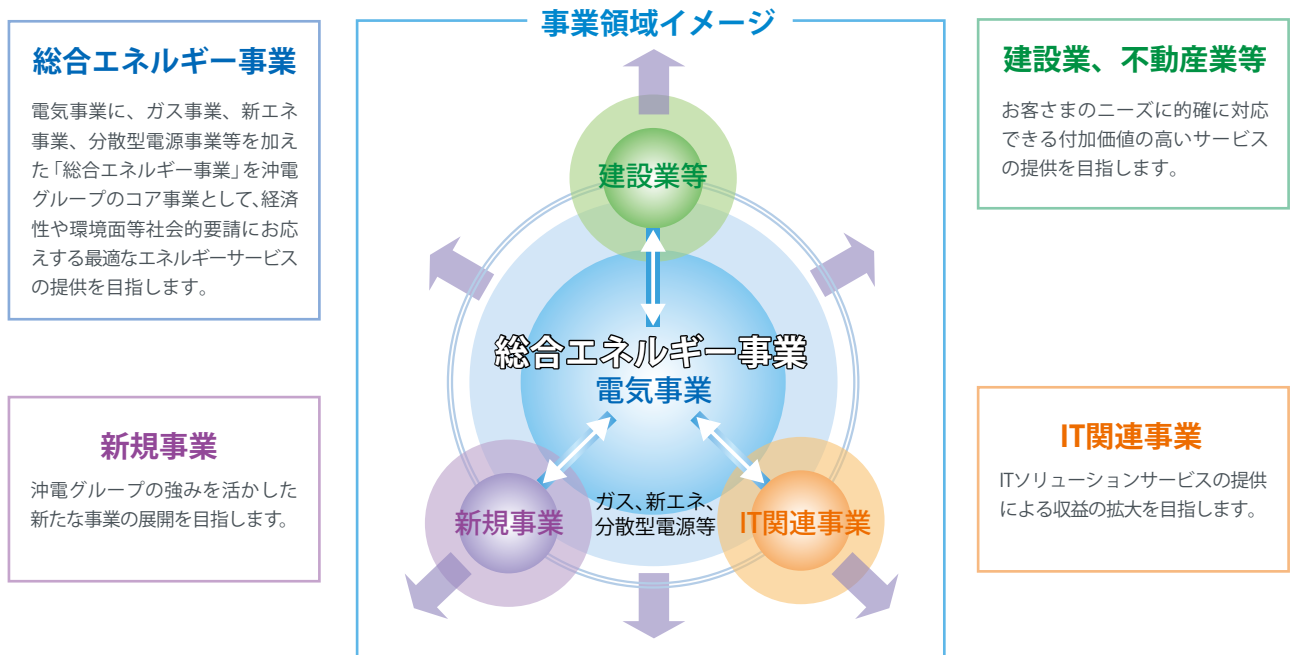 事業領域イメージ
総合エネルギー事業
電気事業に、ガス事業、新エネ
事業、分散型電源事業等を加え
た「総合エネルギー事業」を沖電
グループのコア事業として、経済
性や環境面等社会的要請にお応
えする最適なエネルギーサービス
の提供を目指します。
新規事業
沖電グループの強みを活かした
新たな事業の展開を目指します。
建設業等
総合エネルギー事業
電気事業
ガス、新エネ、
分散型電源等
新規事業
IT関連事業
建設業、不動産業等
お客さまのニーズに的確に対応
できる付加価値の高いサービス
の提供を目指します。
IT関連事業
ITソリューションサービスの提供
による収益の拡大を目指します。